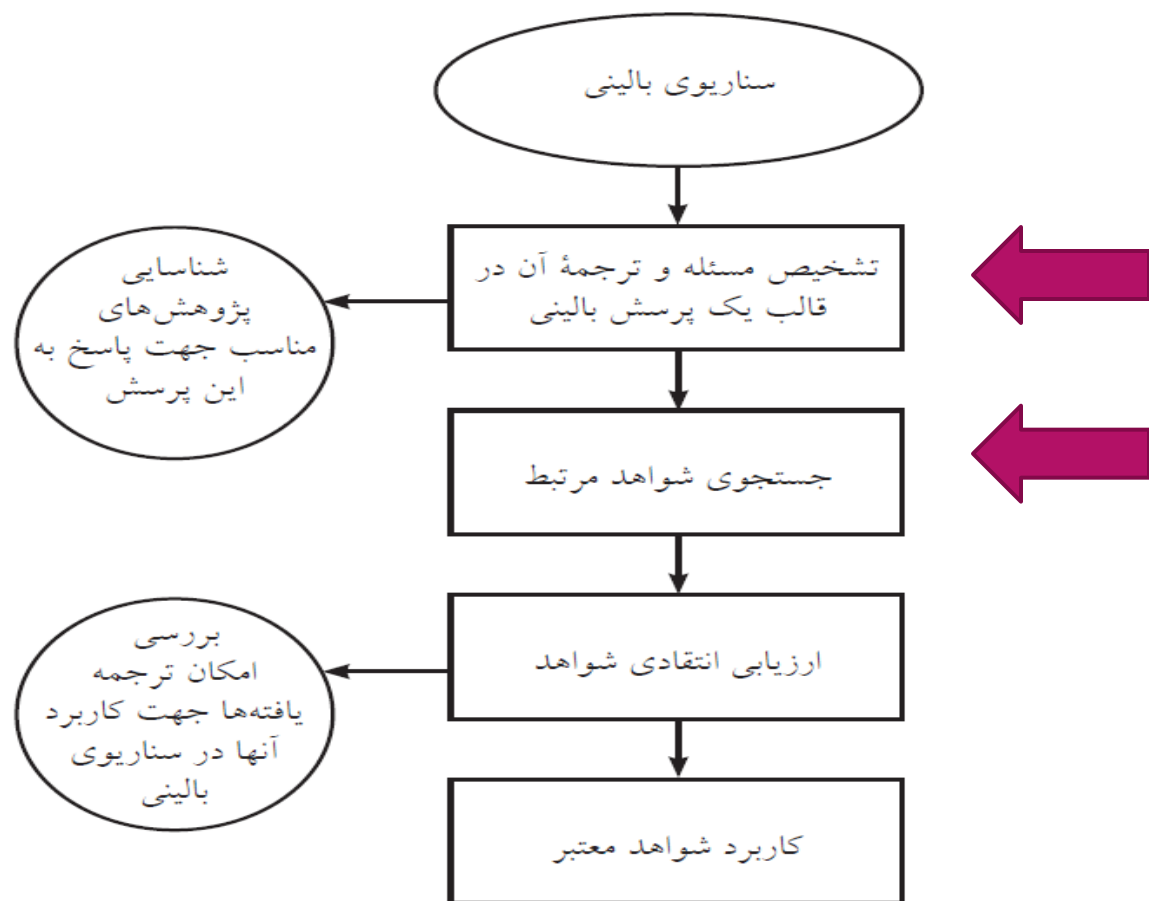 سناریوی بالینی
تشخیص مسئله و ترجمهٔ آن در
قالب یک پرسش بالینی
شناسایی
پژوهش‌های
مناسب جهت پاسخ به
این پرسش
جستجوی شواهد مرتبط
ارزیابی انتقادی شواهد
بررسی
امکان ترجمه
یافته‌ها جهت کاربرد
آنها در سناریوی
بالینی
کاربرد شواهد معتبر